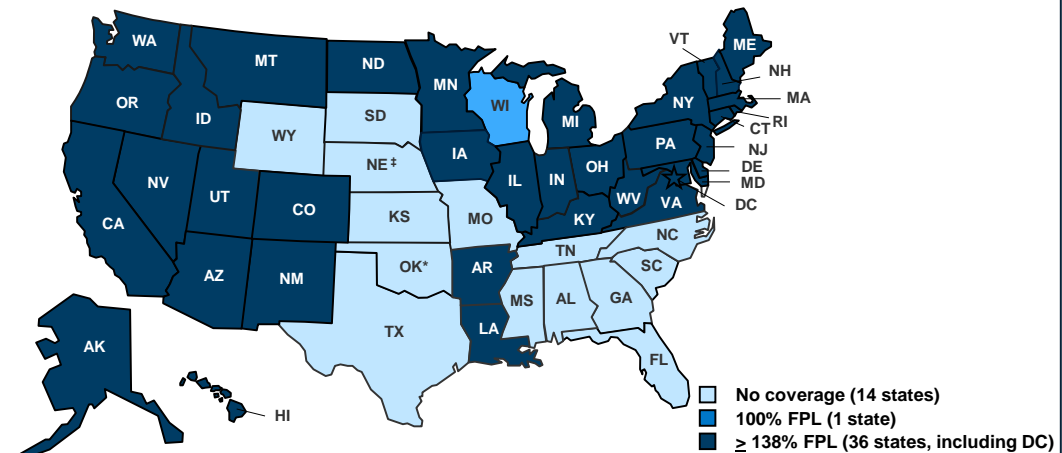 WA
MT
ND
MN
OR
ID
WY
SD
WI
MI
VT
ME
NH
NY
MA
RI
CT
NV
UT
CO
NE ‡
IA
IL
IN
OH
PA
NJ
DE
MD
DC
CA
KS
MO
KY
WV
VA
AZ
NM
OK*
AR
TN
NC
SC
TX
LA
MS
AL
GA
FL
AK
HI
No coverage (14 states)
100% FPL (1 state)
≥ 138% FPL (36 states, including DC)